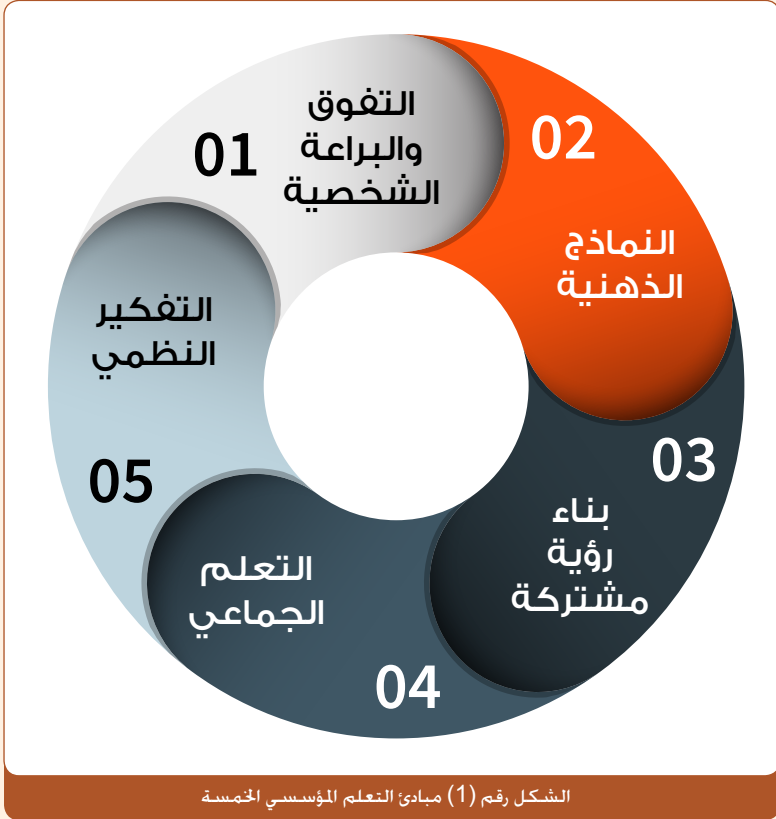 01
التفوق
والبراعة
الشخصية
02
النماذج
الذهنية
03
بناء
رؤية
مشتركة
04
التعلم
الجماعي
05
التفكير
النظمي
الشكل رقم (1) مبادئ التعلم المؤسسي الخمسة